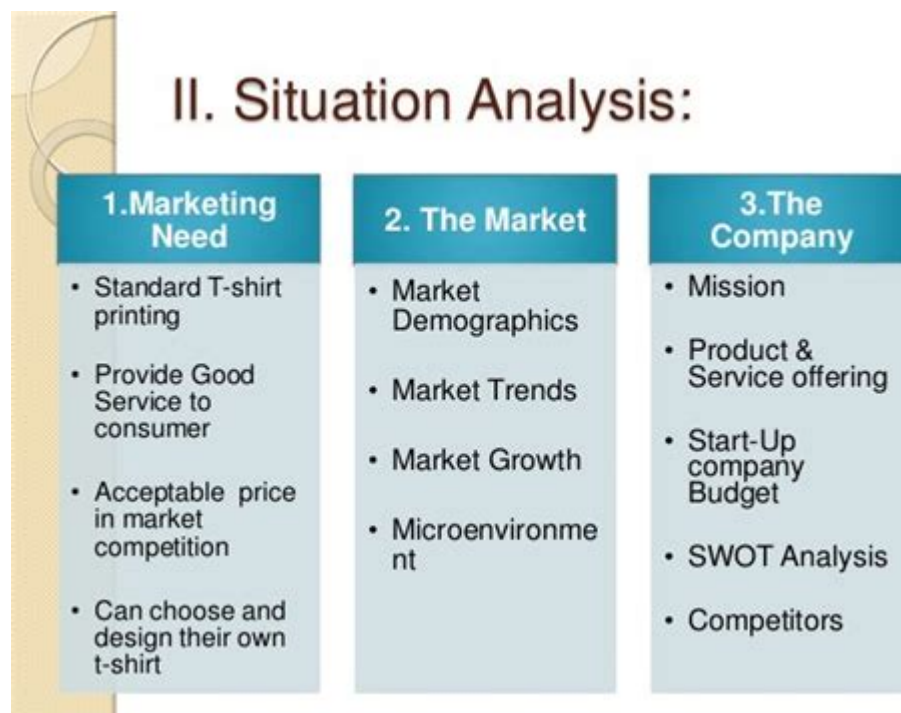 II. Situation Analysis:
1.Marketing
Need
• Standard T-shirt
printing
• Provide Good
Service to
consumer
• Acceptable price
in market
competition
• Can choose and
design their own
t-shirt
2. The Market
• Market
Demographics
• Market Trends
• Market Growth
• Microenvironme
nt
3.The
Company
• Mission
• Product &
Service offering
• Start-Up
company
Budget
• SWOT Analysis
• Competitors